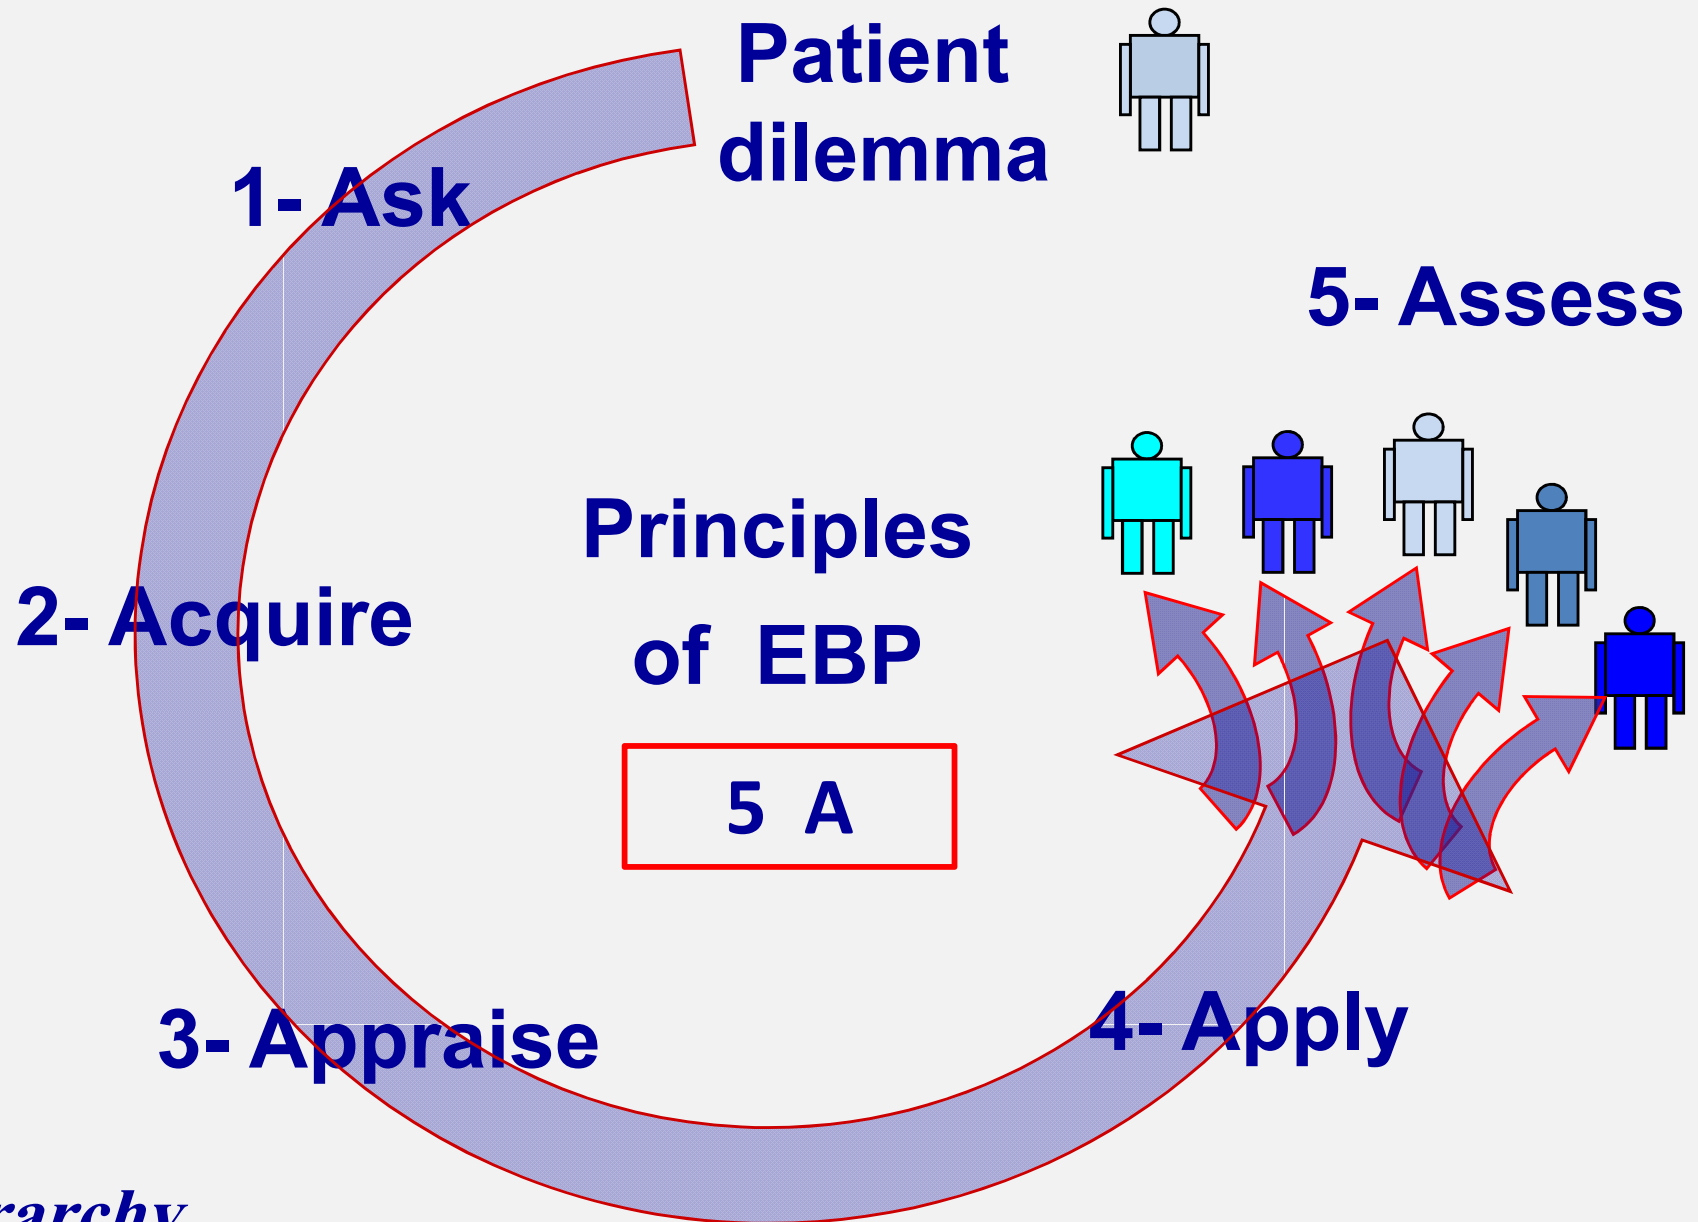 Patient
dilemma
1- Ask
5- Assess
Principles
2- Acquire
of EBP
5 A
3- Appraise
4- Apply